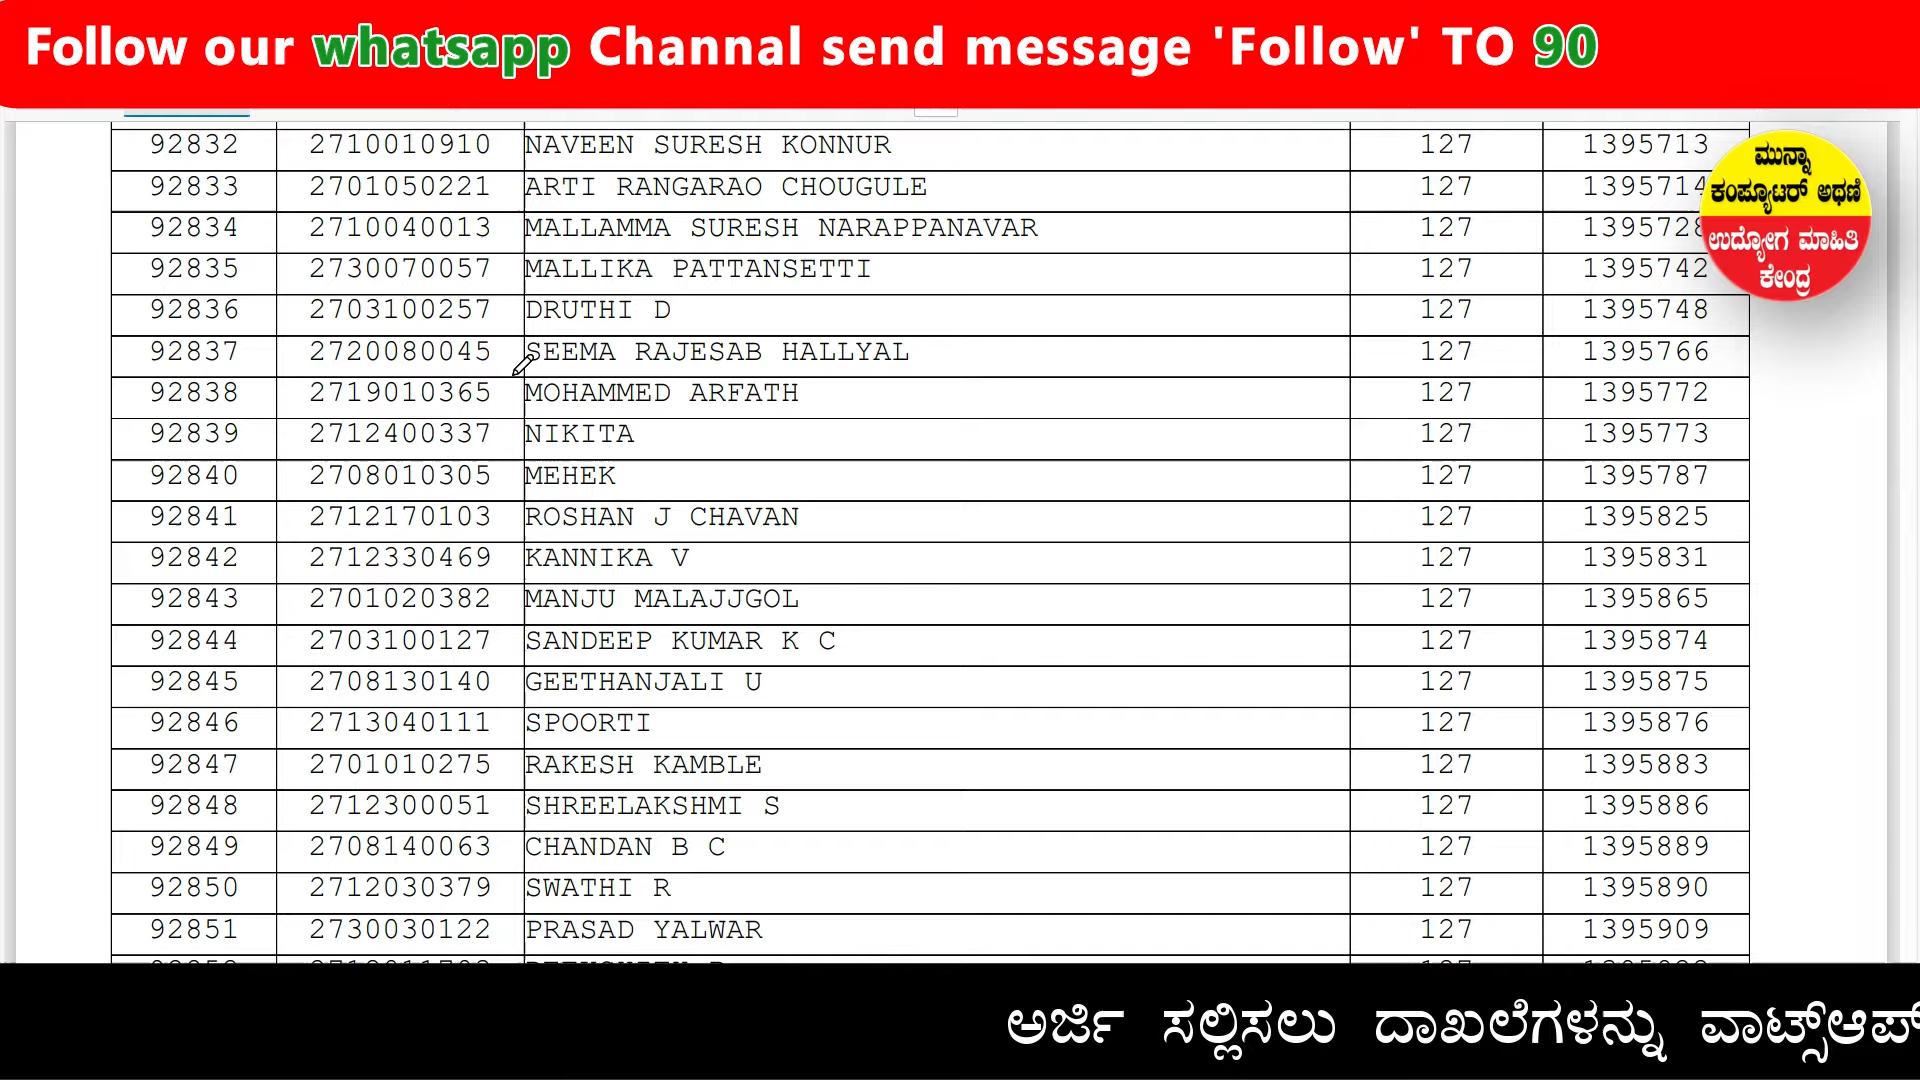 Follow our whatsapp Channal send message 'Follow' TO 90
92832 2710010910 NAVEEN SURESH KONNUR 127 1395713
92833 2701050221 ARTI RANGARAO CHOUGULE 127 1395714
92834 2710040013 MALLAMMA SURESH NARAPPANAVAR 127 1395728
92835 2730070057 MALLIKA PATTANSETTI 127 1395742
92836 2703100257 DRUTHI D 127 1395748
92837 2720080045 SEEMA RAJESAB HALLYAL 127 1395766
92838 2719010365 MOHAMMED ARFATH 127 1395772
92839 2712400337 NIKITA 127 1395773
92840 2708010305 MEHEK 127 1395787
92841 2712170103 ROSHAN J CHAVAN 127 1395825
92842 2712330469 KANNIKA V 127 1395831
92843 2701020382 MANJU MALAJJGOL 127 1395865
92844 2703100127 SANDEEP KUMAR K C 127 1395874
92845 2708130140 GEETHANJALI U 127 1395875
92846 2713040111 SPOORTI 127 1395876
92847 2701010275 RAKESH KAMBLE 127 1395883
92848 2712300051 SHREELAKSHMI S 127 1395886
92849 2708140063 CHANDAN B C 127 1395889
92850 2712030379 SWATHI R 127 1395890
92851 2730030122 PRASAD YALWAR 127 1395909
ಮುನ್ನಾ
ಕಂಪ್ಯೂಟರ್ ಅಥಣಿ
ಉದ್ಯೋಗ ಮಾಹಿತಿ
ಕೇಂದ್ರ
ಅರ್ಜಿ ಸಲ್ಲಿಸಲು ದಾಖಲೆಗಳನ್ನು ವಾಟ್ಸ್ಆಪ್